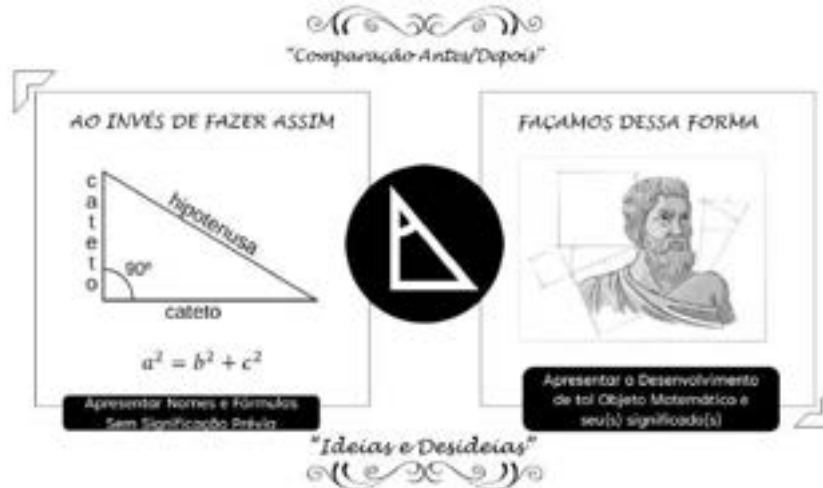 "Comparação Antes/Depois"
AO INVÉS DE FAZER ASSIM
cateto
hipotenusa
90º
cateto
a² = b² + c²
Apresentar Nomes e Fórmulas
Sem Significação Prévia
FAÇAMOS DESSA FORMA
Apresentar o Desenvolvimento
de tal Objeto Matemático e
seu(s) significado(s)
"Ideias e Desideias"